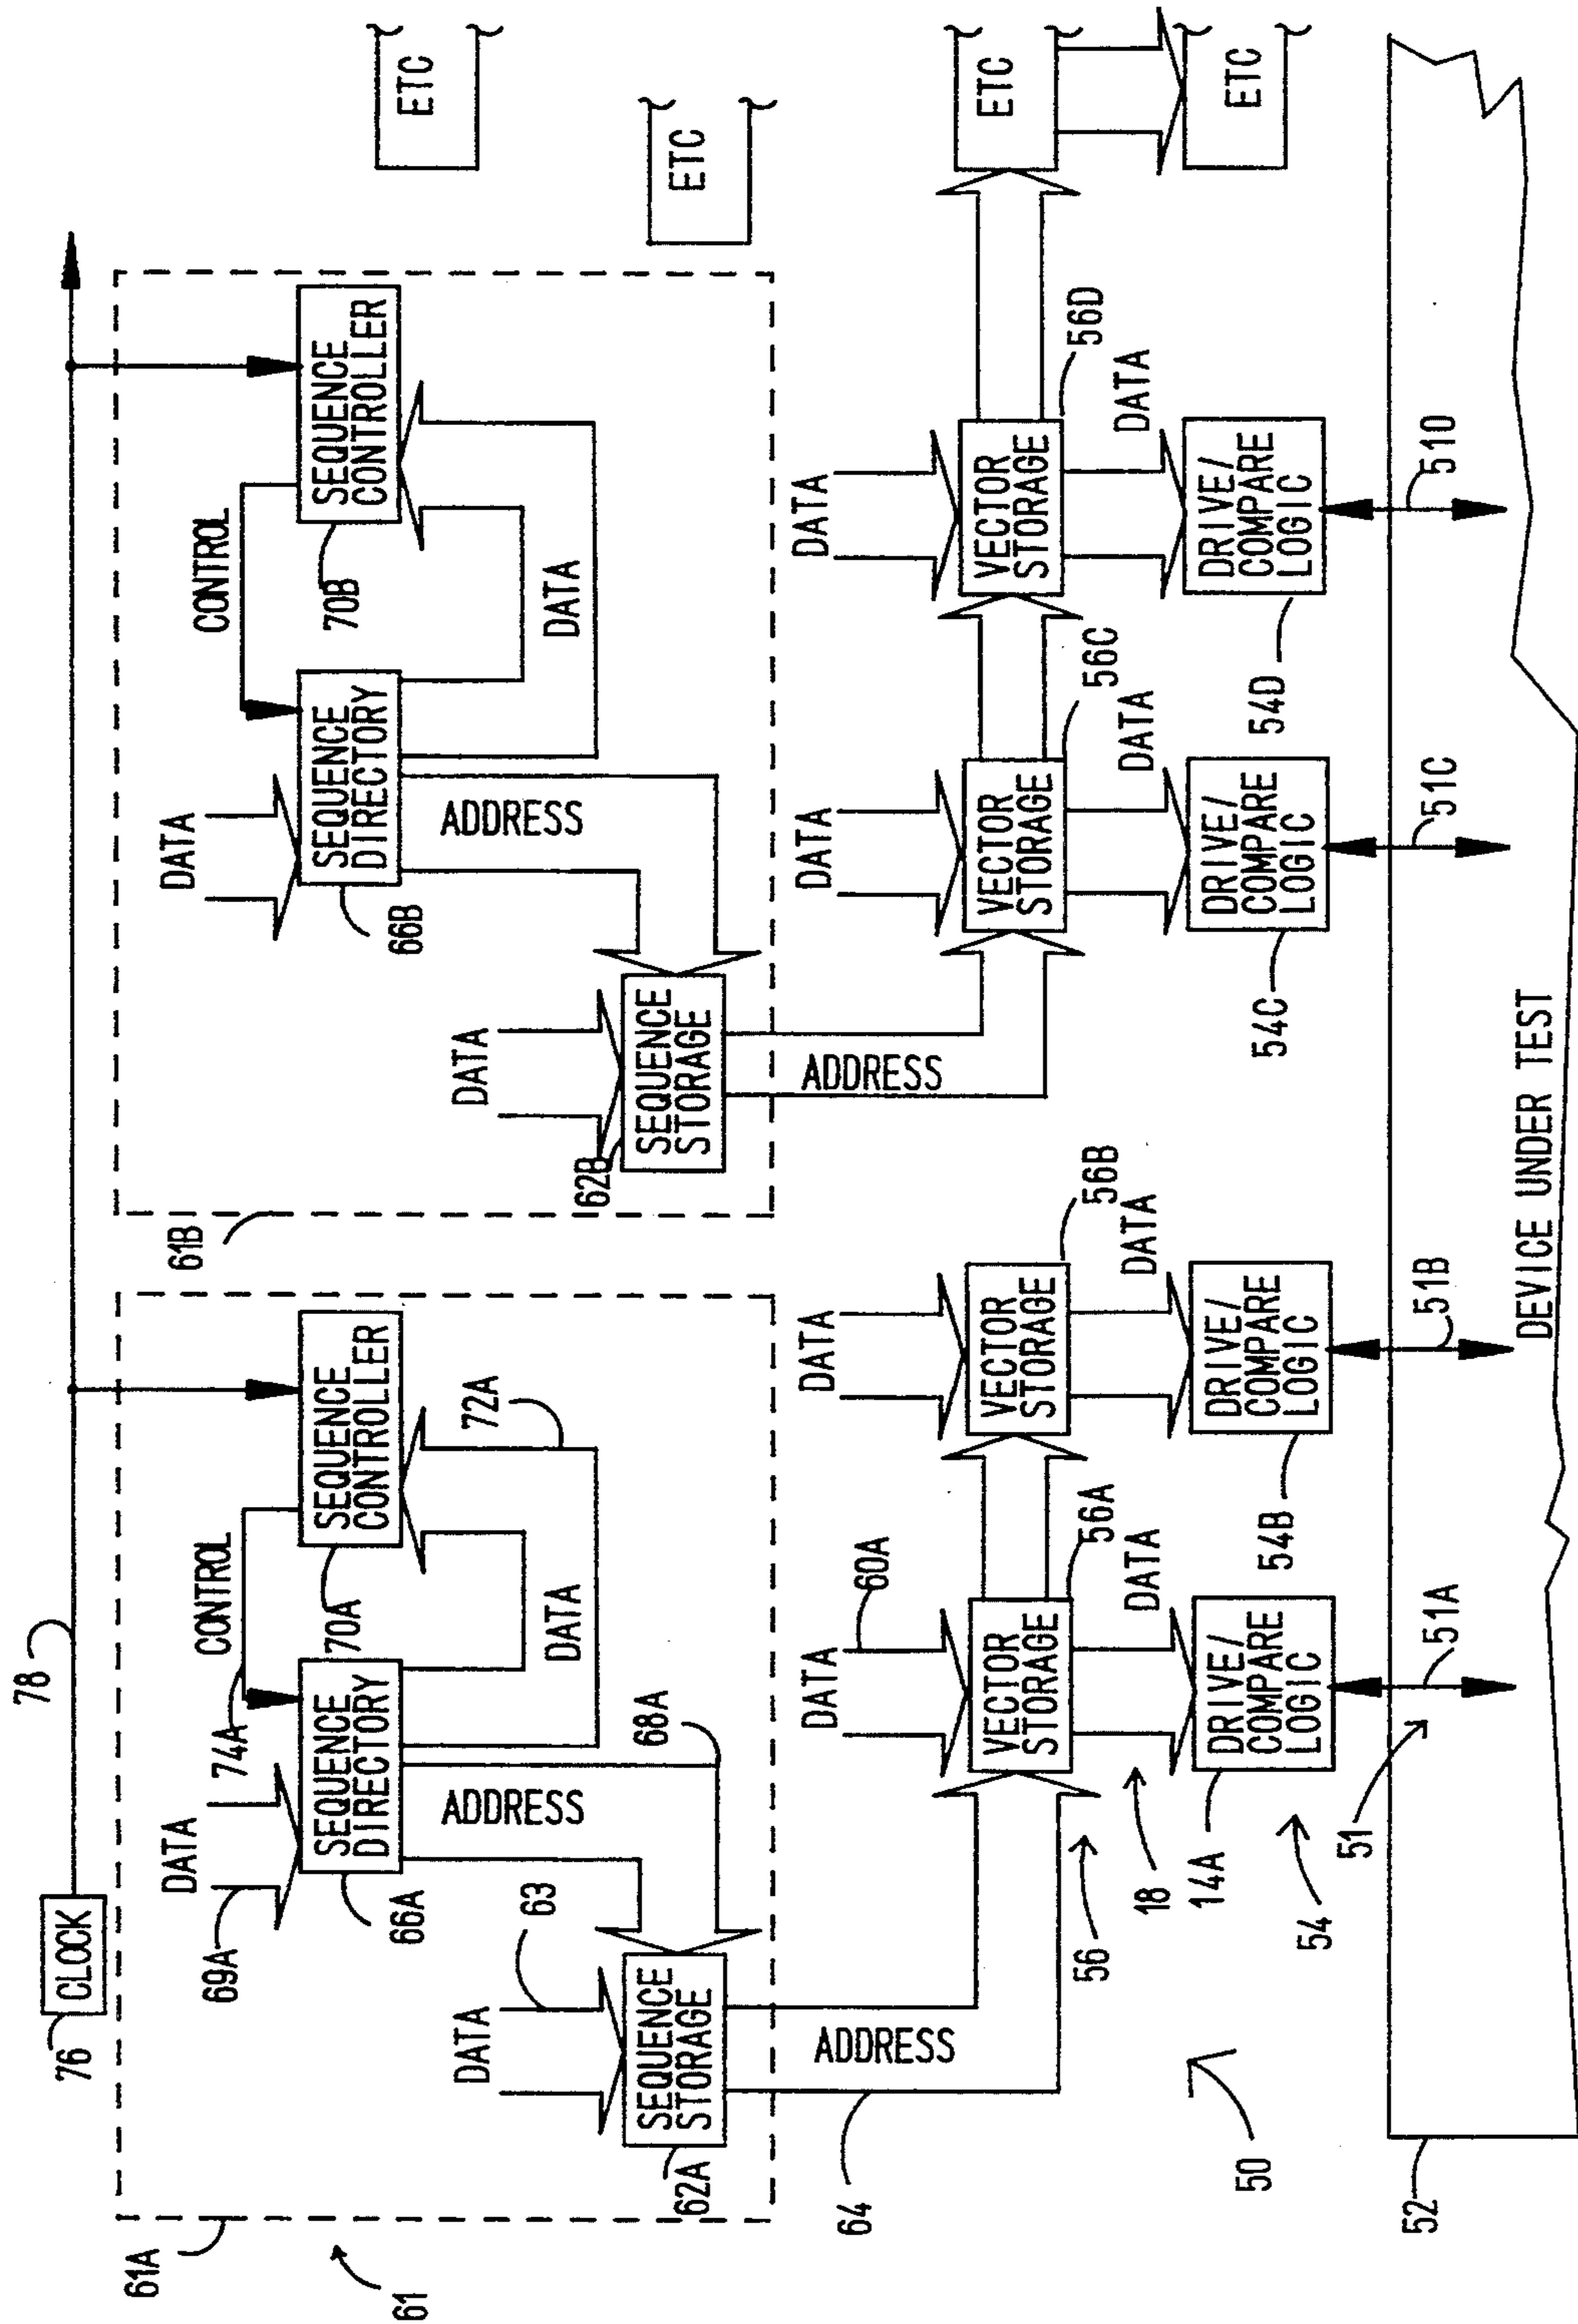 76
CLOCK
78
61A
61
69A
DATA
74A
CONTROL
SEQUENCE
DIRECTORY
66A
SEQUENCE
CONTROLLER
70A
72A
DATA
ADDRESS
68A
DATA
63
SEQUENCE
STORAGE
62A
ADDRESS
64
61B
DATA
CONTROL
SEQUENCE
DIRECTORY
66B
SEQUENCE
CONTROLLER
70B
DATA
ADDRESS
DATA
SEQUENCE
STORAGE
62B
ADDRESS
ETC
ETC
DATA
60A
DATA
DATA
DATA
VECTOR
STORAGE
56A
VECTOR
STORAGE
56B
VECTOR
STORAGE
56C
VECTOR
STORAGE
56D
ETC
56
18
DATA
DATA
DATA
DATA
14A
DRIVE/
COMPARE
LOGIC
54B
DRIVE/
COMPARE
LOGIC
54C
DRIVE/
COMPARE
LOGIC
54D
DRIVE/
COMPARE
LOGIC
ETC
50
54
51
51A
51B
51C
510
52
DEVICE UNDER TEST